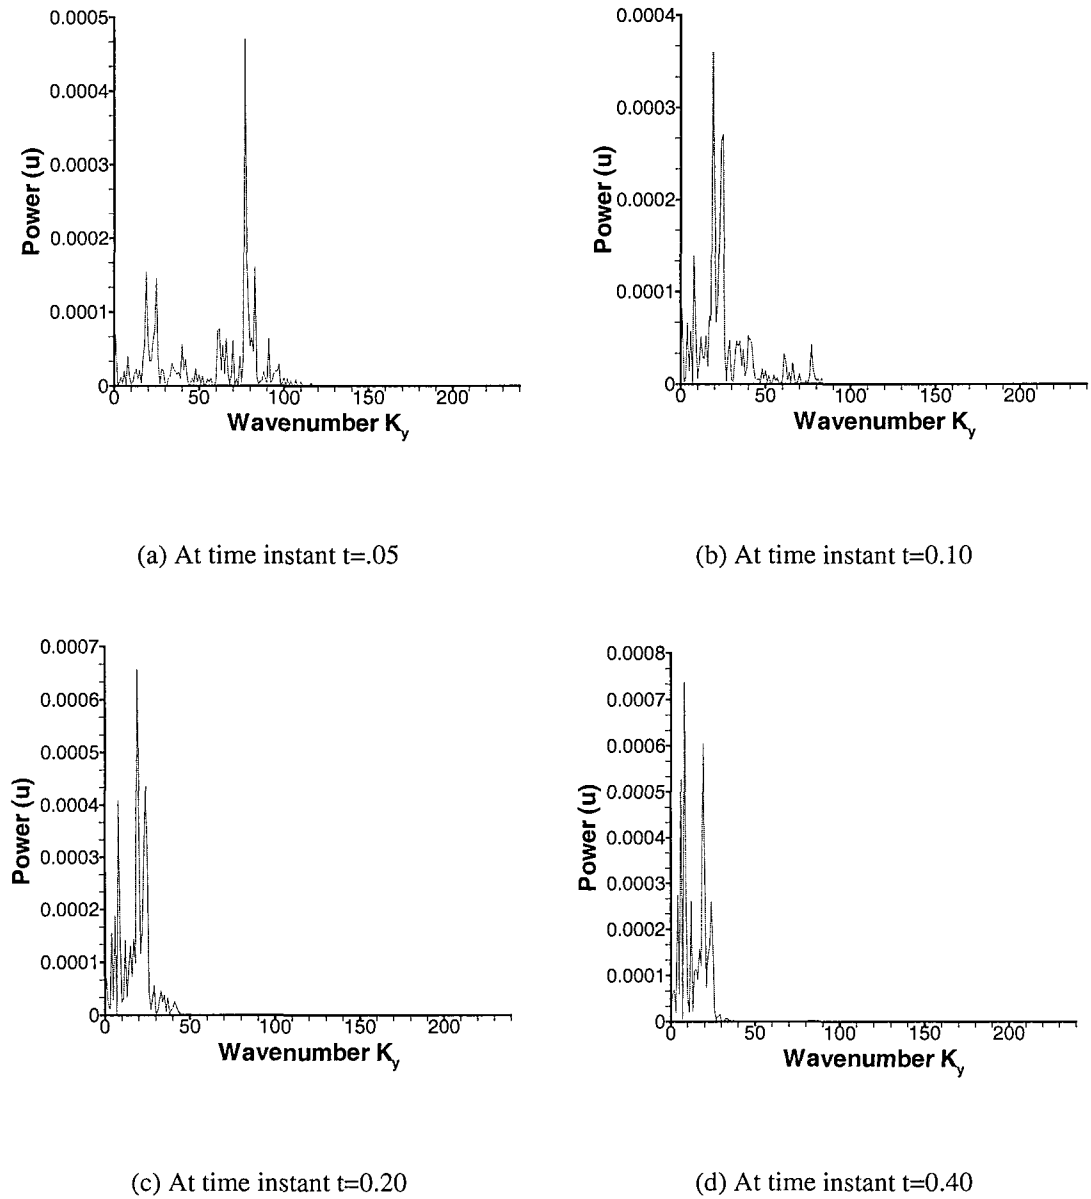 0.0005
0.0004
0.0003
0.0002
0.0001
0
Power (u)
0 50 100 150 200
Wavenumber Ky
(a) At time instant t=.05
0.0004
0.0003
0.0002
0.0001
0
Power (u)
0 50 100 150 200
Wavenumber Ky
(b) At time instant t=0.10
0.0007
0.0006
0.0005
0.0004
0.0003
0.0002
0.0001
0
Power (u)
0 50 100 150 200
Wavenumber Ky
(c) At time instant t=0.20
0.0008
0.0007
0.0006
0.0005
0.0004
0.0003
0.0002
0.0001
0
Power (u)
0 50 100 150 200
Wavenumber Ky
(d) At time instant t=0.40